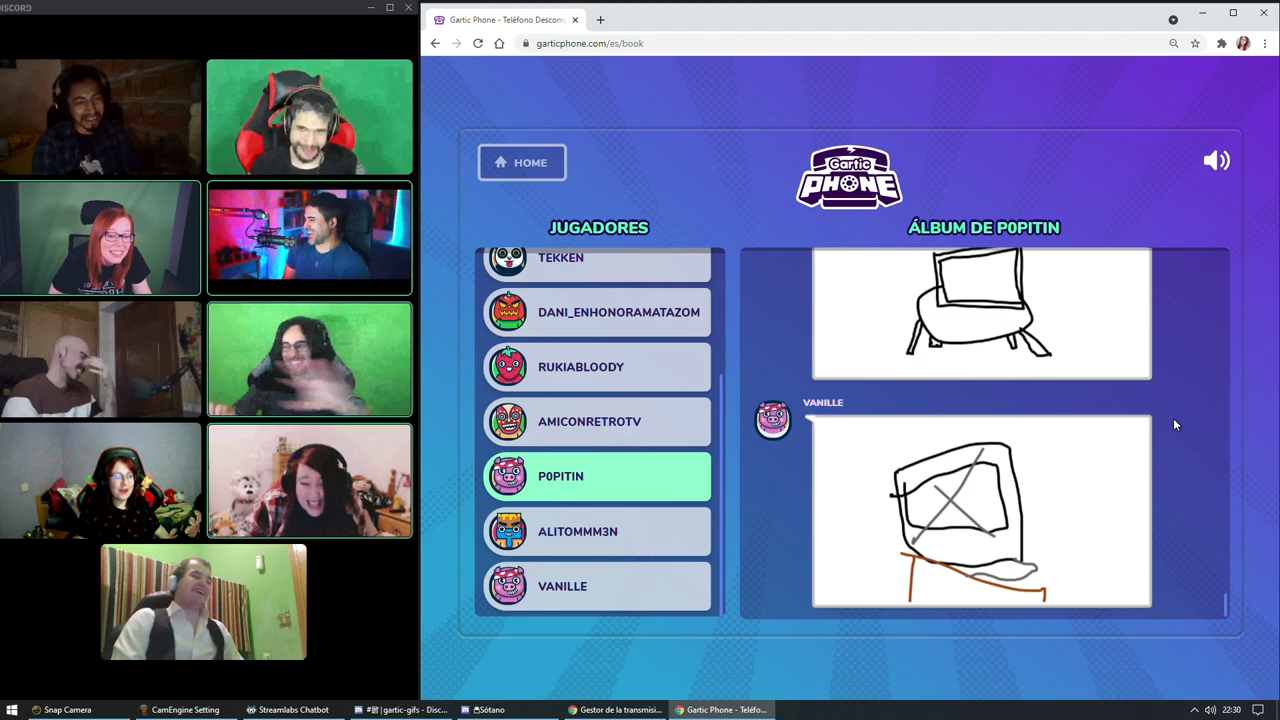 DISCORD
Gartic Phone - Teléfono Descom
garticphone.com/es/book
HOME
Gartic
PHONE
JUGADORES
ÁLBUM DE P0PITIN
TEKKEN
DANI_ENHONORAMATAZOM
RUKIABLOODY
AMICONRETROTV
P0PITIN
ALITOMMM3N
VANILLE
VANILLE
Snap Camera
CamEngine Setting
Streamlabs Chatbot
gartic-gifs - Disc...
Sótano
Gestor de la transmisi...
Gartic Phone - Teléfo...
22:30